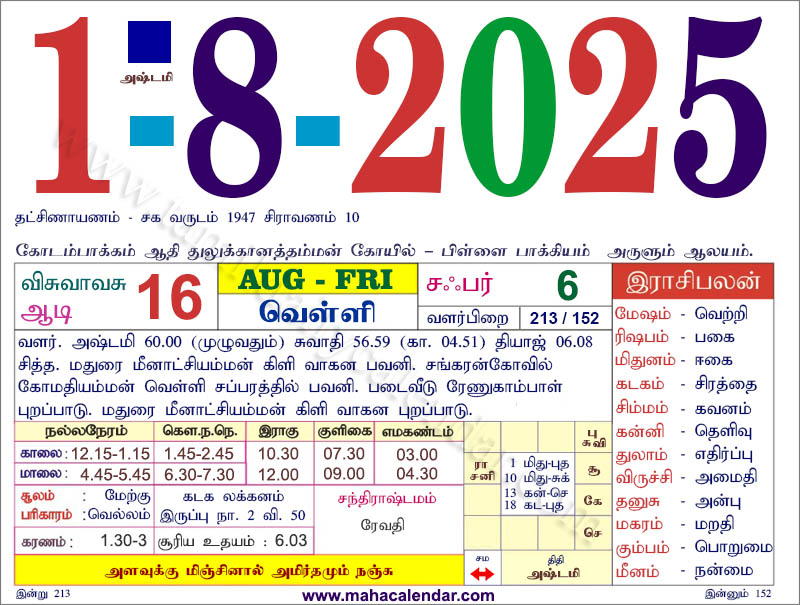 1-8-2025
அஷ்டமி
தட்சிணாயணம் - சக வருடம் 1947 சிராவணம் 10
கோடம்பாக்கம் ஆதி துலுக்கானத்தம்மன் கோயில் – பிள்ளை பாக்கியம் அருளும் ஆலயம்.
விசுவாவசு
ஆடி
16
AUG - FRI
வெள்ளி
சஃபர் 6
வளர்பிறை 213 / 152
வளர். அஷ்டமி 60.00 (முழுவதும்) சுவாதி 56.59 (கா. 04.51) தியாஜ் 06.08
சித்த. மதுரை மீனாட்சியம்மன் கிளி வாகன பவனி. சங்கரன்கோவில்
கோமதியம்மன் வெள்ளி சப்பரத்தில் பவனி. படைவீடு ரேணுகாம்பாள்
புறப்பாடு. மதுரை மீனாட்சியம்மன் கிளி வாகன புறப்பாடு.
நல்லநேரம் கௌ.ந.நெ. இராகு குளிகை எமகண்டம்
காலை: 12.15-1.15 1.45-2.45 10.30 07.30 03.00
மாலை: 4.45-5.45 6.30-7.30 12.00 09.00 04.30
சூலம் : மேற்கு
பரிகாரம் : வெல்லம்
கடக லக்கனம்
இருப்பு நா. 2 வி. 50
சந்திராஷ்டமம்
ரேவதி
கரணம் : 1.30-3 சூரிய உதயம் : 6.03
அளவுக்கு மிஞ்சினால் அமிர்தமும் நஞ்சு
பு
சுவி
ரா
சனி
1 மிது-புத
10 மிது-சுக்
13 கன்-செ
18 கட-புத
சூ
கே
செ
சம
திதி
அஷ்டமி
இராசிபலன்
மேஷம் - வெற்றி
ரிஷபம் - பகை
மிதுனம் - ஈகை
கடகம் - சிரத்தை
சிம்மம் - கவனம்
கன்னி - தெளிவு
துலாம் - எதிர்ப்பு
விருச்சி - அமைதி
தனுசு - அன்பு
மகரம் - மறதி
கும்பம் - பொறுமை
மீனம் - நன்மை
இன்று 213
www.mahacalendar.com
இன்னும் 152